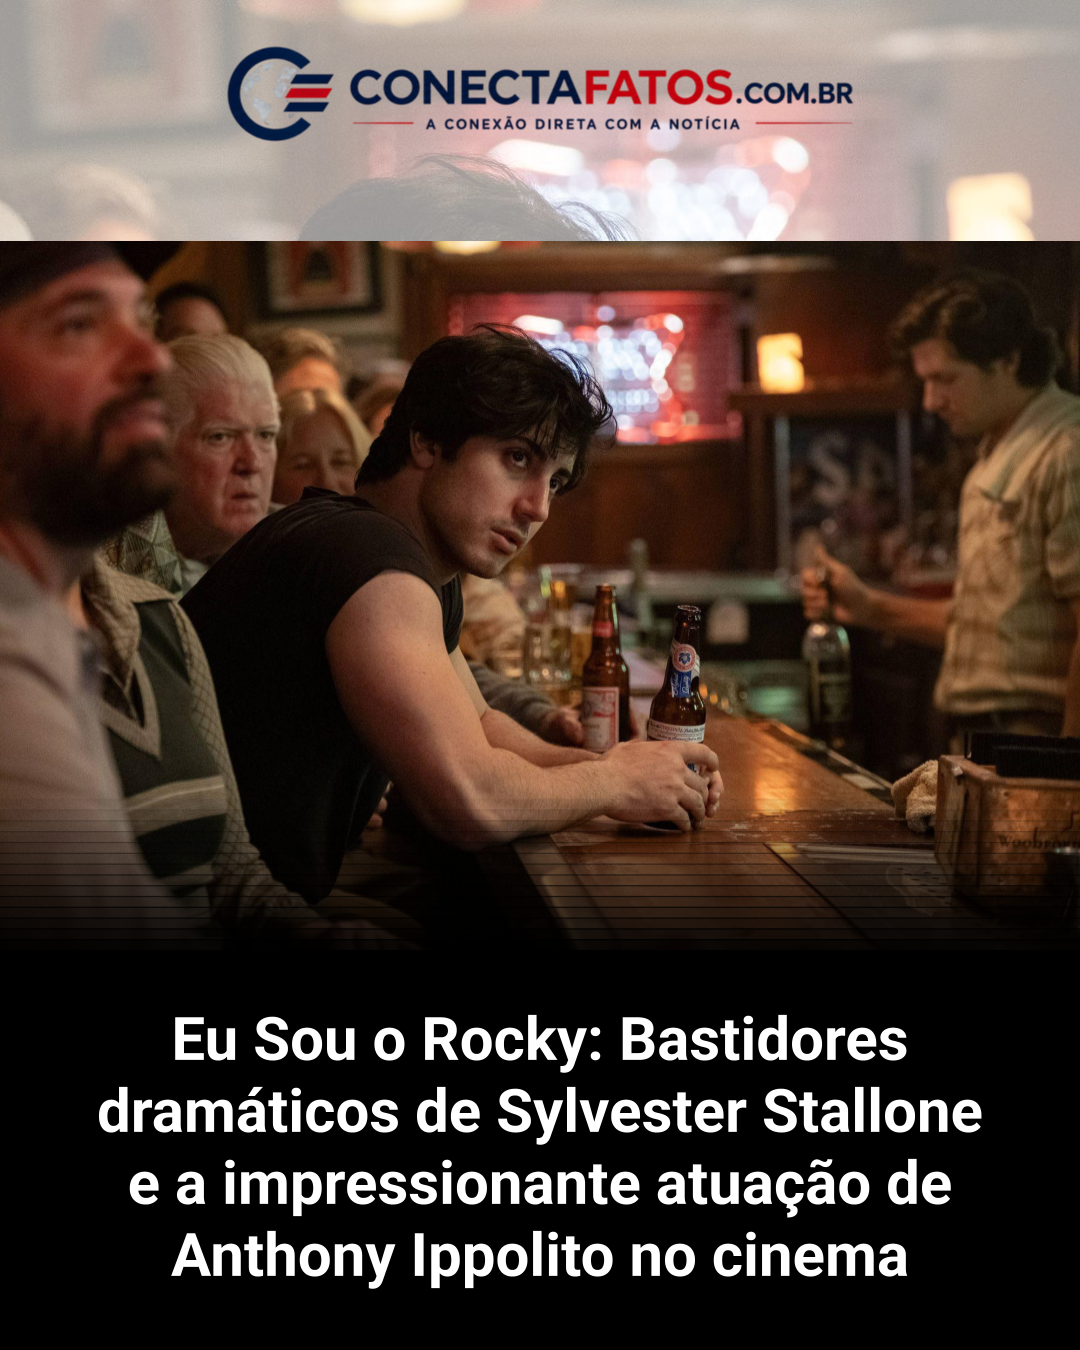 CONECTAFATOS.COM.BR
A CONEXÃO DIRETA COM A NOTÍCIA
Eu Sou o Rocky: Bastidores
dramáticos de Sylvester Stallone
e a impressionante atuação de
Anthony Ippolito no cinema